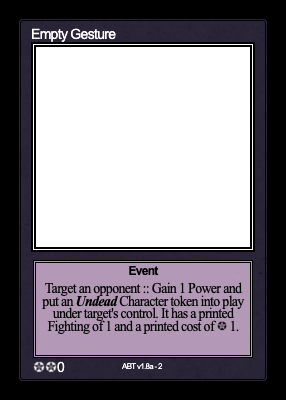 Empty Gesture
Event
Target an opponent :: Gain 1 Power and
put an Undead Character token into play
under target's control. It has a printed
Fighting of 1 and a printed cost of 1.
0
ABT v1.8a - 2